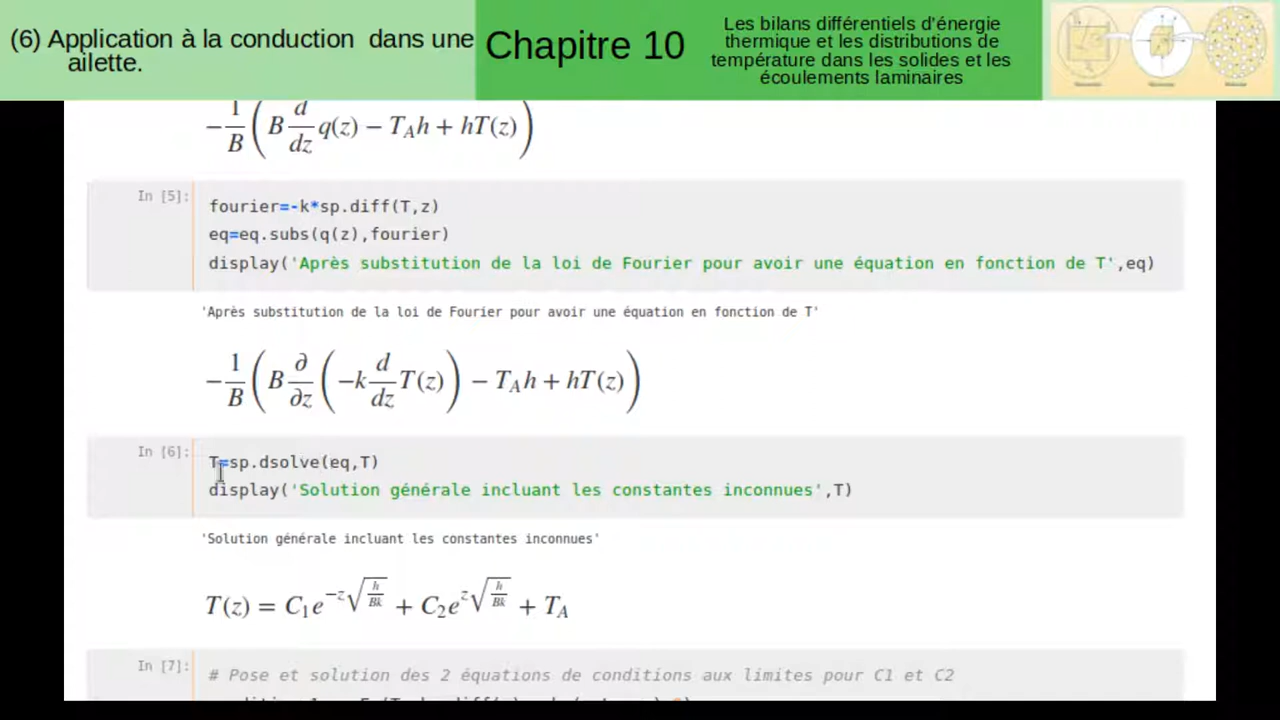 (6) Application à la conduction dans une
ailette.
Chapitre 10
Les bilans différentiels d'énergie
thermique et les distributions de
température dans les solides et les
écoulements laminaires
−1/B (B d/dz q(z) − T_A h + hT(z))
In [5]:
fourier=-k*sp.diff(T,z)
eq=eq.subs(q(z),fourier)
display('Après substitution de la loi de Fourier pour avoir une équation en fonction de T',eq)
'Après substitution de la loi de Fourier pour avoir une équation en fonction de T'
−1/B (B ∂/∂z (−k d/dz T(z)) − T_A h + hT(z))
In [6]:
T=sp.dsolve(eq,T)
display('Solution générale incluant les constantes inconnues',T)
'Solution générale incluant les constantes inconnues'
T(z) = C₁e^(−z√(h/Bk)) + C₂e^(z√(h/Bk)) + T_A
In [7]:
# Pose et solution des 2 équations de conditions aux limites pour C1 et C2